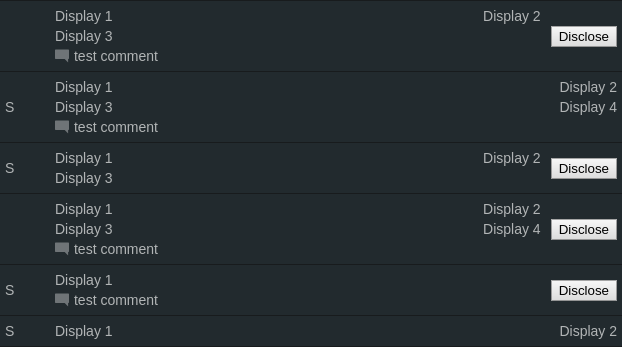 Display 1 Display 2
Display 3 Disclose
test comment
Display 1 Display 2
S Display 3 Display 4
test comment
Display 1 Display 2
S Disclose
Display 3
Display 1 Display 2
Display 3 Display 4 Disclose
test comment
Display 1
S Disclose
test comment
S Display 1 Display 2